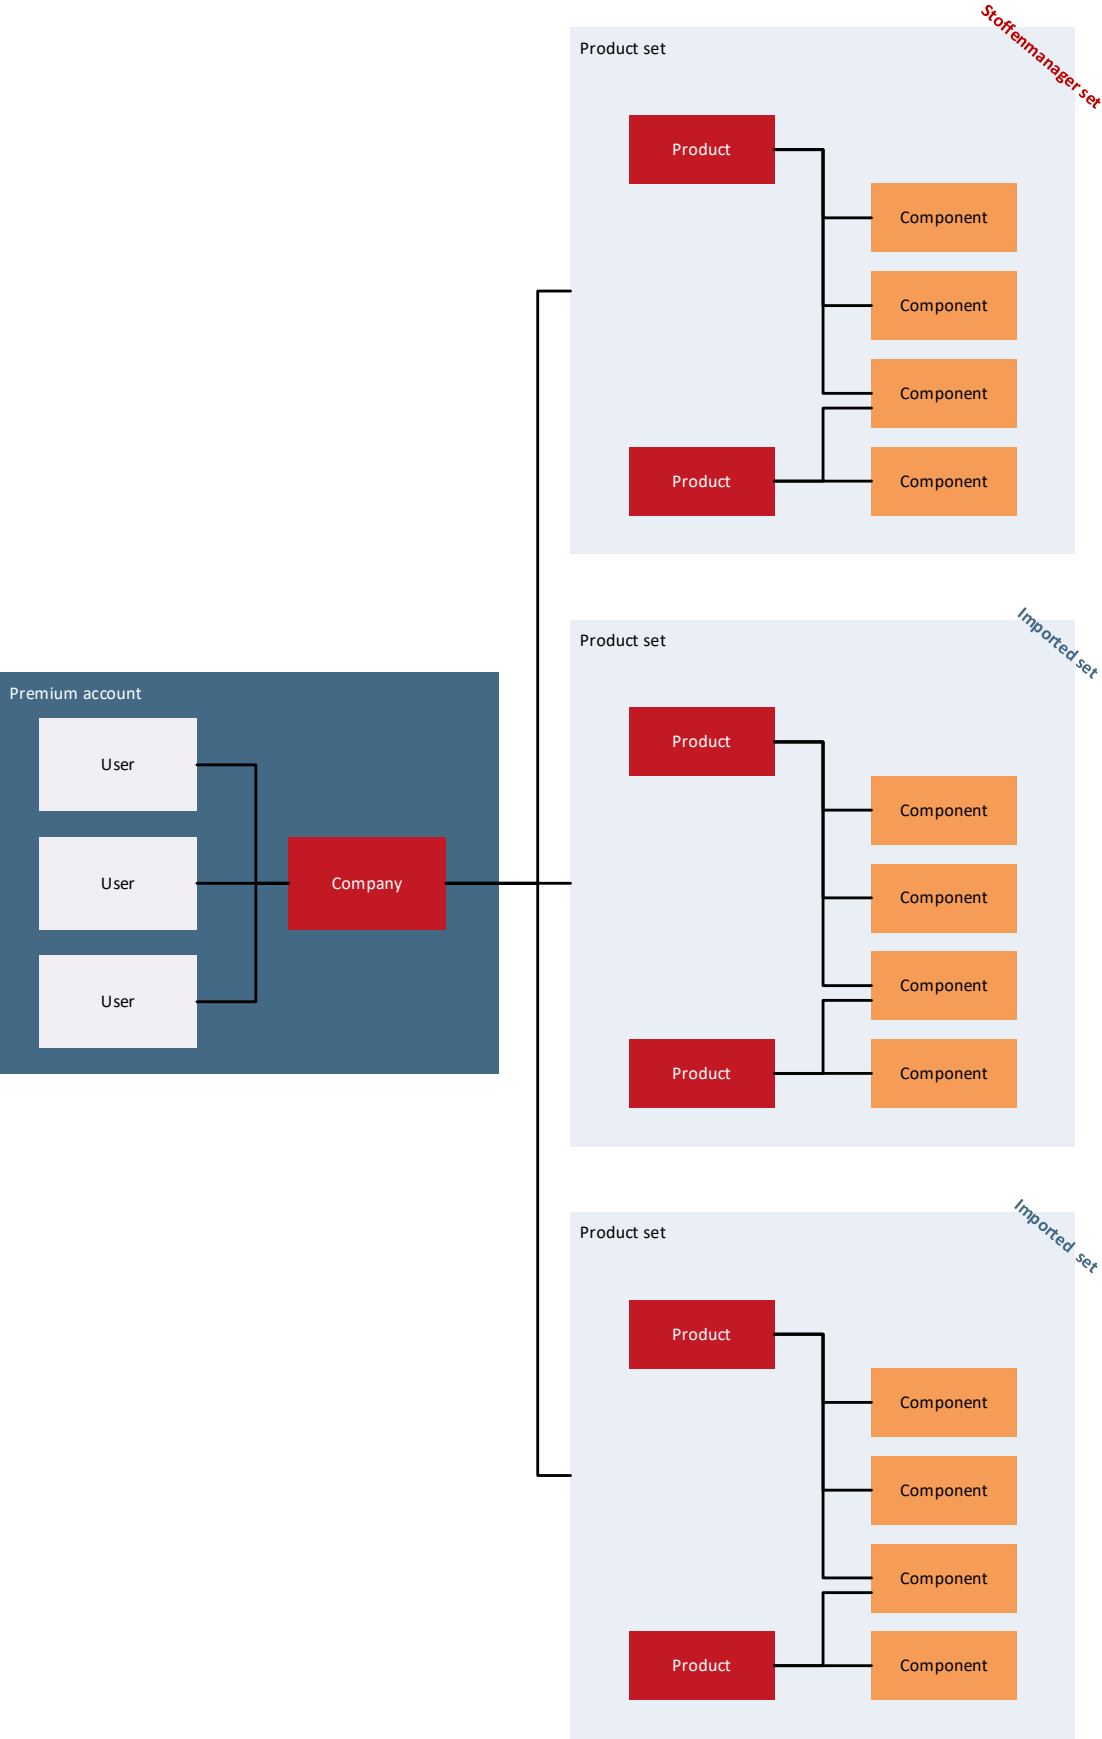 Stoffenmanager set
Product set
Product
Component
Component
Component
Product
Component
Imported set
Product set
Product
Component
Component
Component
Product
Component
Premium account
User
User
Company
User
Imported set
Product set
Product
Component
Component
Component
Product
Component